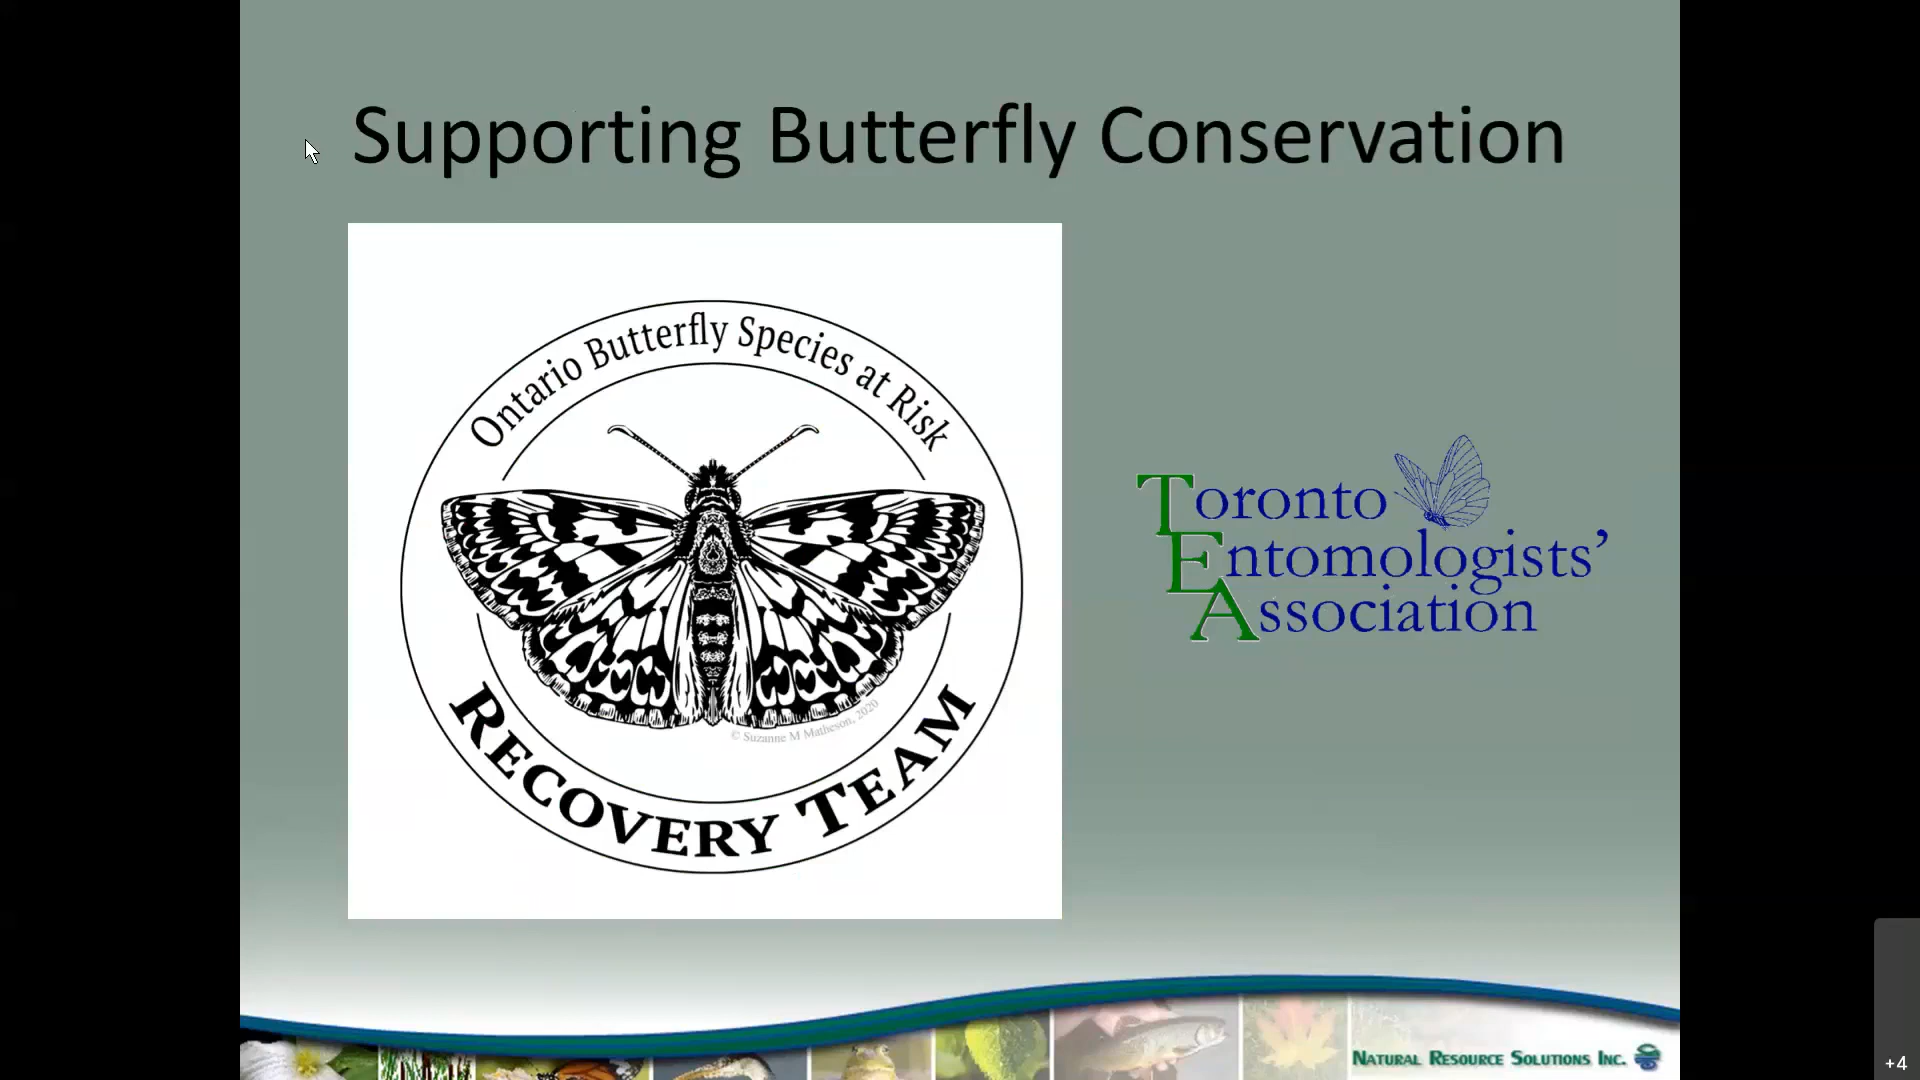 Supporting Butterfly Conservation
Ontario Butterfly Species at Risk
© Suzanne M Matheson, 2020
RECOVERY TEAM
Toronto
Entomologists’
Association
NATURAL RESOURCE SOLUTIONS INC.
+4